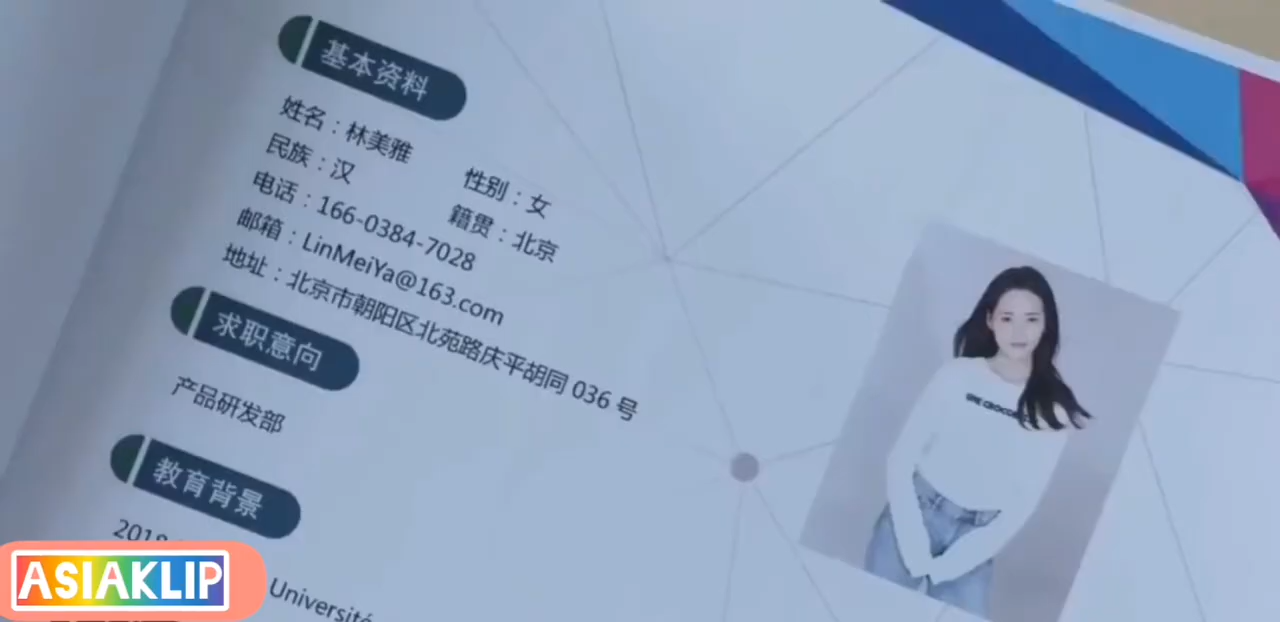 基本资料
姓名：林美雅
性别：女
民族：汉
籍贯：北京
电话：166-0384-7028
邮箱：LinMeiYa@163.com
地址：北京市朝阳区北苑路庆平胡同 036 号
求职意向
产品研发部
教育背景
2018
Université
ASIAKLIP